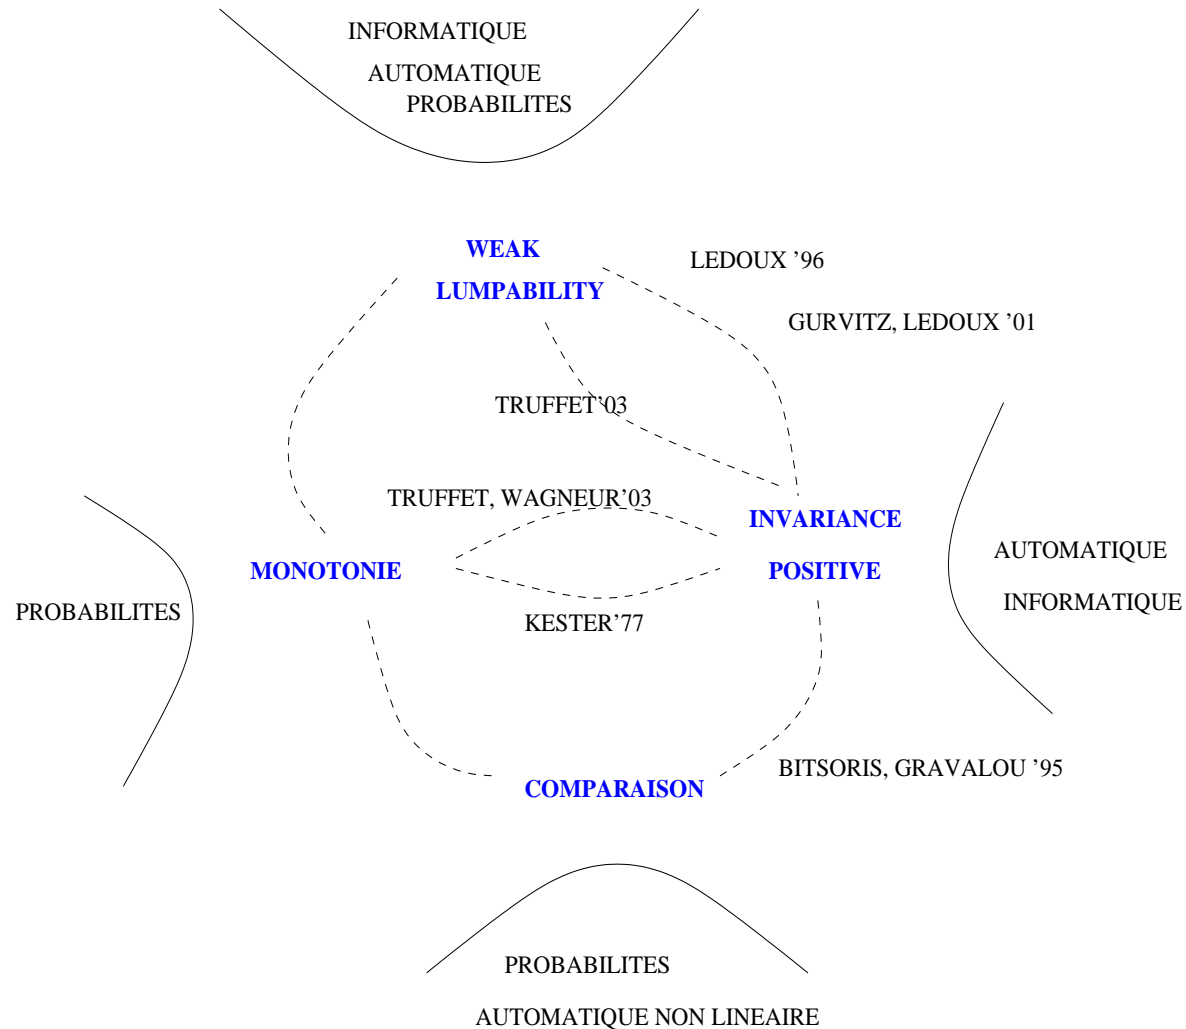 INFORMATIQUE
AUTOMATIQUE
PROBABILITES
WEAK
LUMPABILITY
LEDOUX ’96
GURVITZ, LEDOUX ’01
TRUFFET’03
TRUFFET, WAGNEUR’03
INVARIANCE
POSITIVE
MONOTONIE
AUTOMATIQUE
INFORMATIQUE
PROBABILITES
KESTER’77
BITSORIS, GRAVALOU ’95
COMPARAISON
PROBABILITES
AUTOMATIQUE NON LINEAIRE